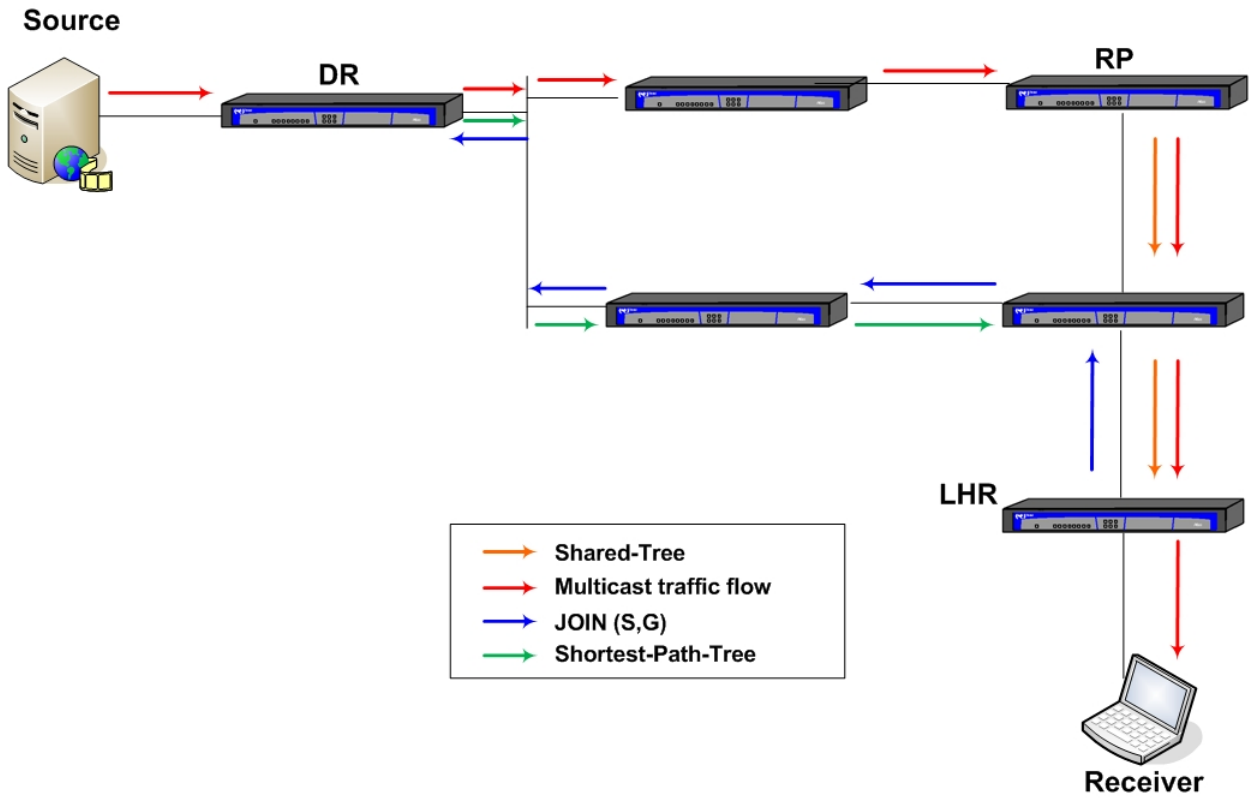 Source
DR
RP
LHR
Shared-Tree
Multicast traffic flow
JOIN (S,G)
Shortest-Path-Tree
Receiver